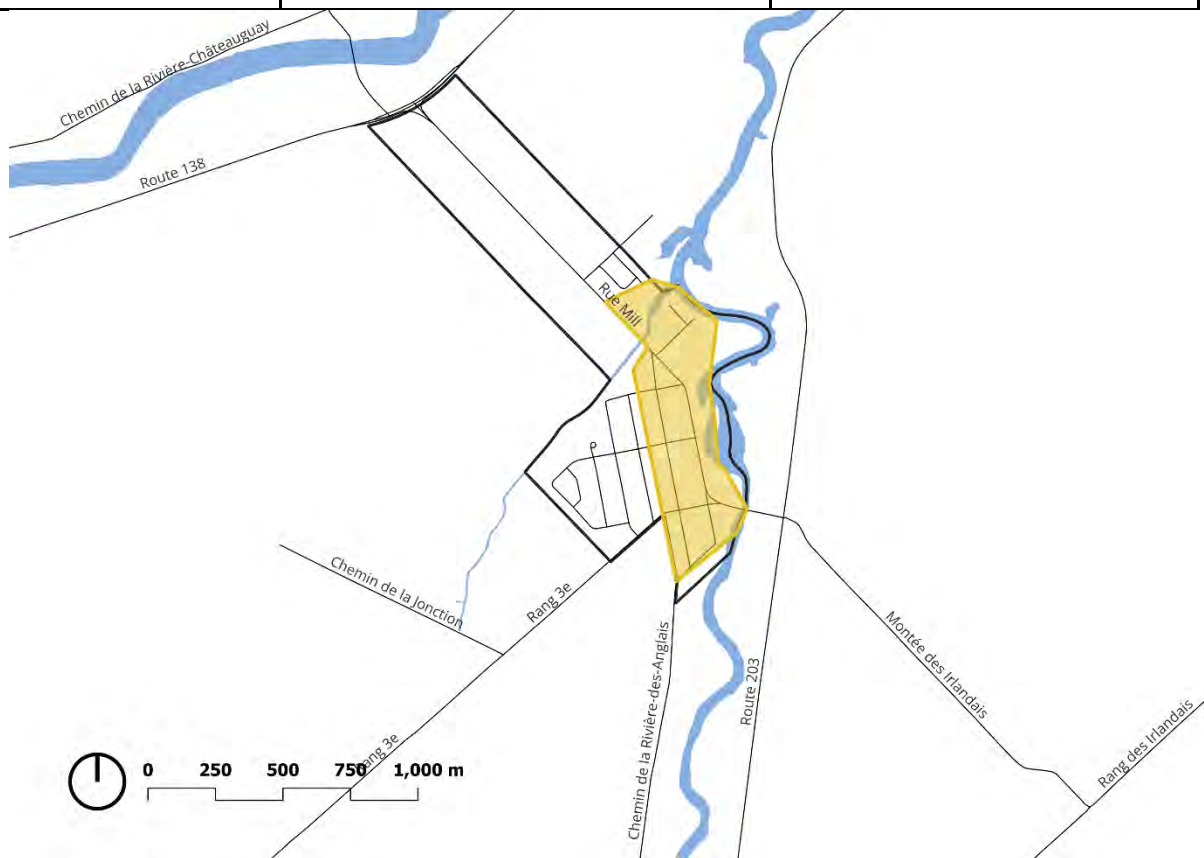 Chemin de la Rivière-Châteauguay
Route 138
Rue Mill
Chemin de la Jonction
Rang 3e
Rang 3e
Chemin de la Rivière-des-Anglais
Route 203
Montée des Irlandais
Rang des Irlandais
0 250 500 750 1,000 m